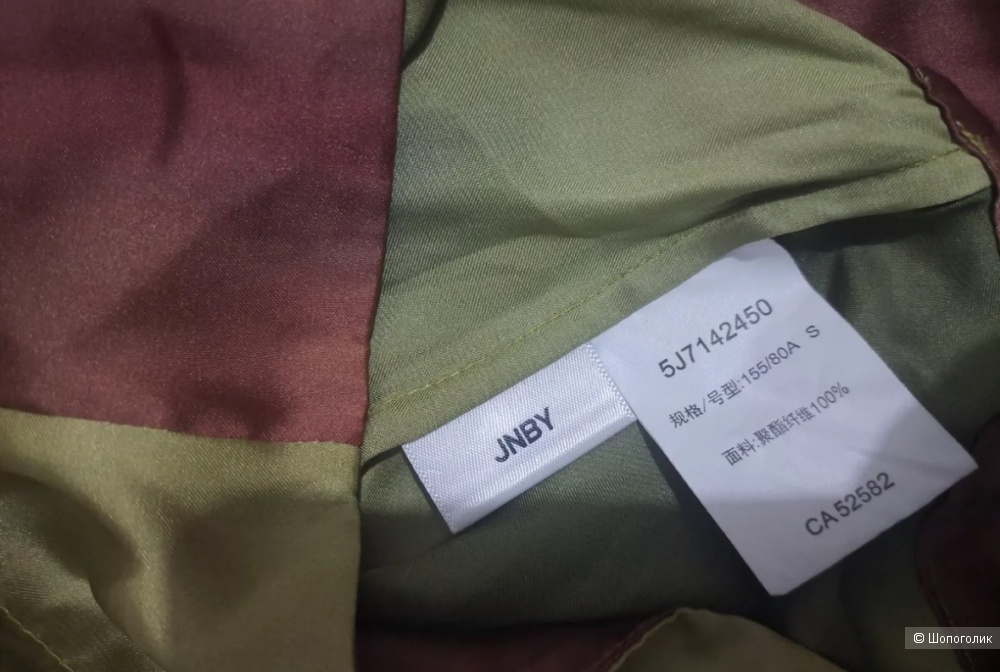 JNBY
5J7142450
规格/号型:155/80A S
面料:聚酯纤维100%
CA52582
© Шопоголик